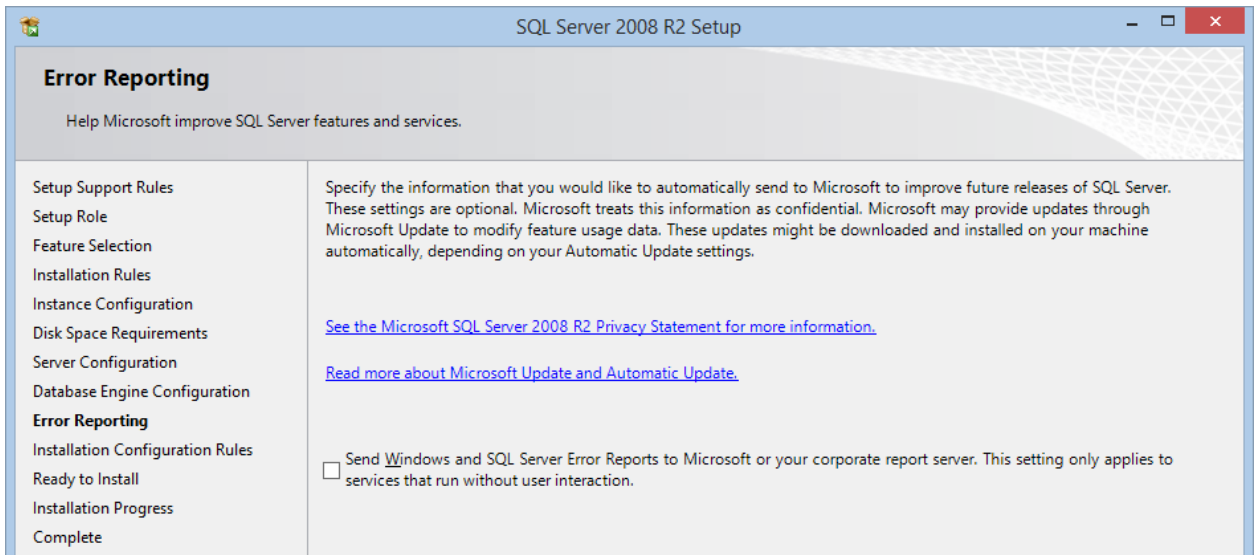 SQL Server 2008 R2 Setup
Error Reporting
Help Microsoft improve SQL Server features and services.
Setup Support Rules
Setup Role
Feature Selection
Installation Rules
Instance Configuration
Disk Space Requirements
Server Configuration
Database Engine Configuration
Error Reporting
Installation Configuration Rules
Ready to Install
Installation Progress
Complete
Specify the information that you would like to automatically send to Microsoft to improve future releases of SQL Server.
These settings are optional. Microsoft treats this information as confidential. Microsoft may provide updates through
Microsoft Update to modify feature usage data. These updates might be downloaded and installed on your machine
automatically, depending on your Automatic Update settings.
See the Microsoft SQL Server 2008 R2 Privacy Statement for more information.
Read more about Microsoft Update and Automatic Update.
Send Windows and SQL Server Error Reports to Microsoft or your corporate report server. This setting only applies to
services that run without user interaction.